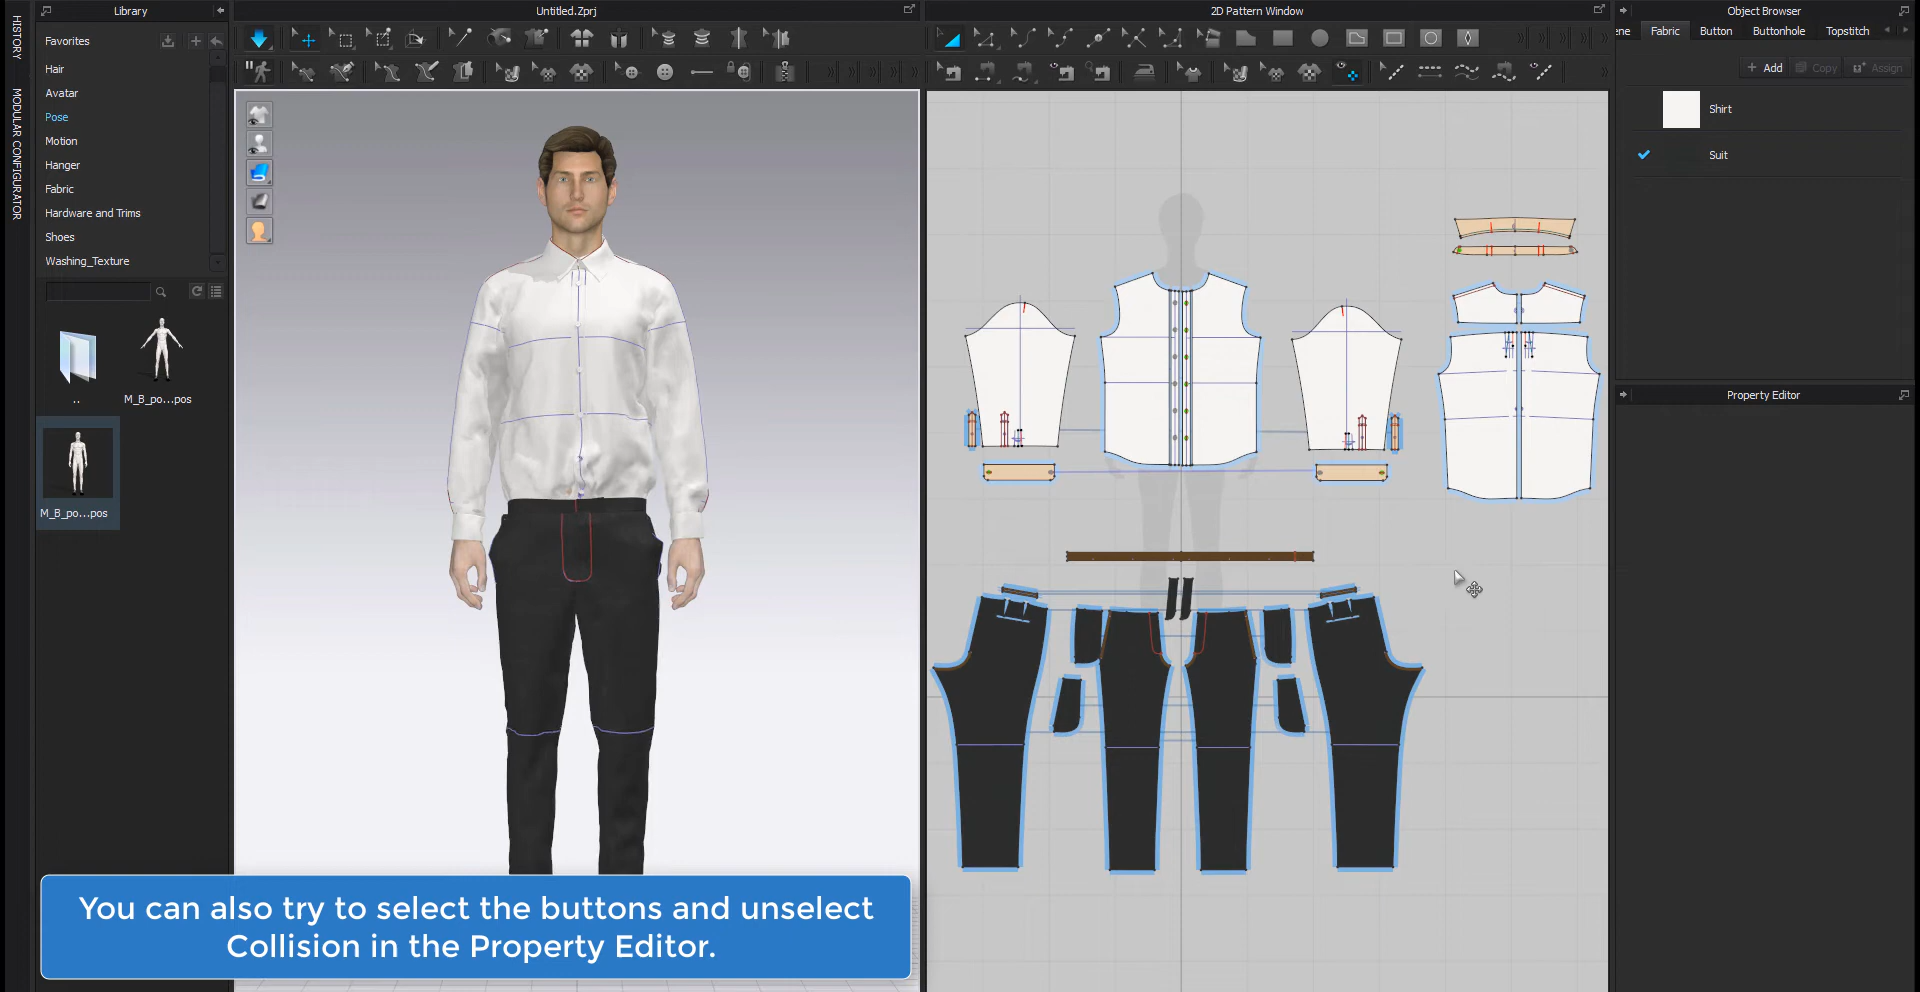 HISTORY
MODULAR CONFIGURATOR
Library
Favorites
Hair
Avatar
Pose
Motion
Hanger
Fabric
Hardware and Trims
Shoes
Washing_Texture
..
M_B_po...pos
M_B_po...pos
Untitled.Zprj
2D Pattern Window
Object Browser
ene
Fabric
Button
Buttonhole
Topstitch
+ Add
Copy
Assign
Shirt
Suit
Property Editor
You can also try to select the buttons and unselect
Collision in the Property Editor.